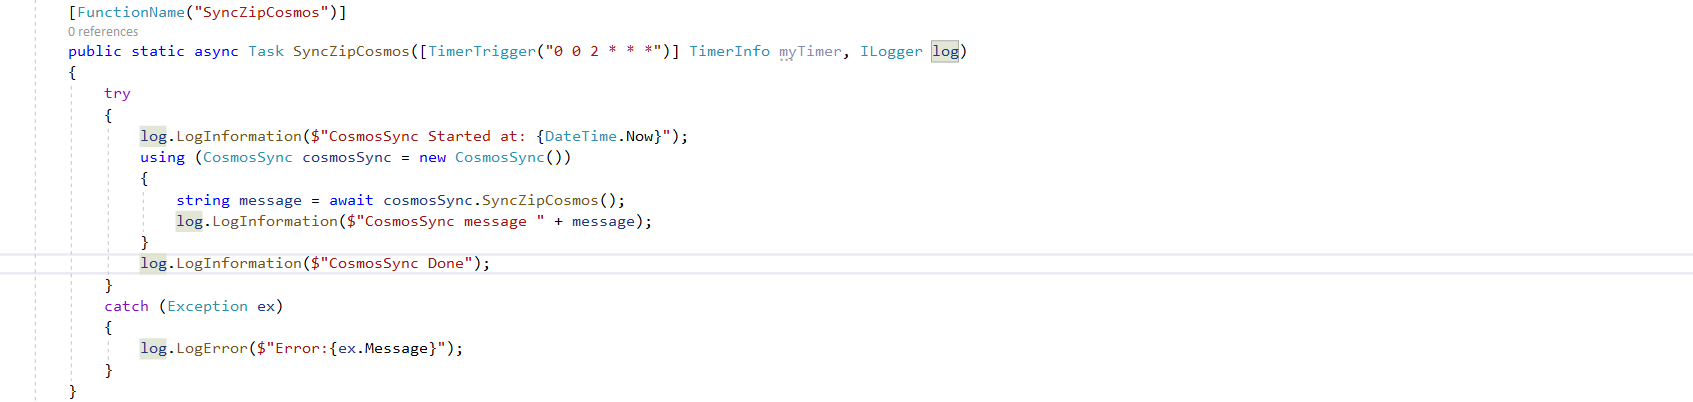 [FunctionName("SyncZipCosmos")]
0 references
public static async Task SyncZipCosmos([TimerTrigger("0 0 2 * * *")] TimerInfo myTimer, ILogger log)
{
try
{
log.LogInformation($"CosmosSync Started at: {DateTime.Now}");
using (CosmosSync cosmosSync = new CosmosSync())
{
string message = await cosmosSync.SyncZipCosmos();
log.LogInformation($"CosmosSync message " + message);
}
log.LogInformation($"CosmosSync Done");
}
catch (Exception ex)
{
log.LogError($"Error:{ex.Message}");
}
}